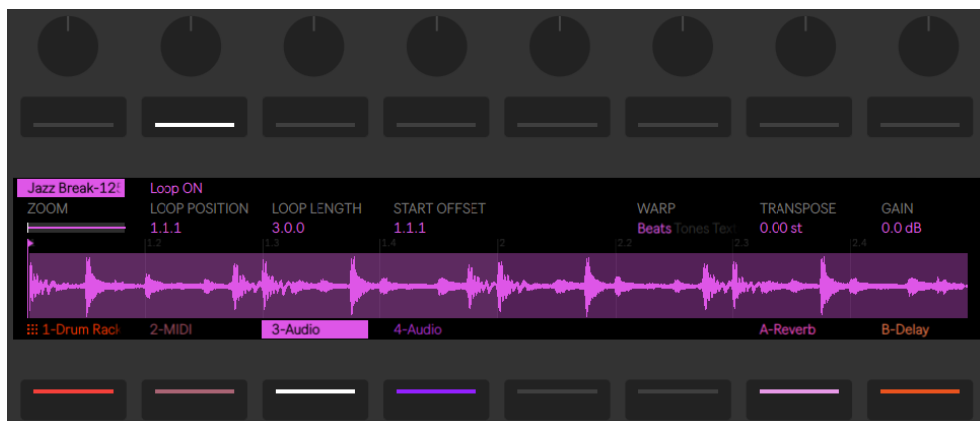 Jazz Break-125 Loop ON
ZOOM LOOP POSITION LOOP LENGTH START OFFSET WARP TRANSPOSE GAIN
1.1.1 3.0.0 1.1.1 Beats Tones Text 0.00 st 0.0 dB
1.2 1.3 1.4 2 2.2 2.3 2.4
1-Drum Rack 2-MIDI 3-Audio 4-Audio A-Reverb B-Delay